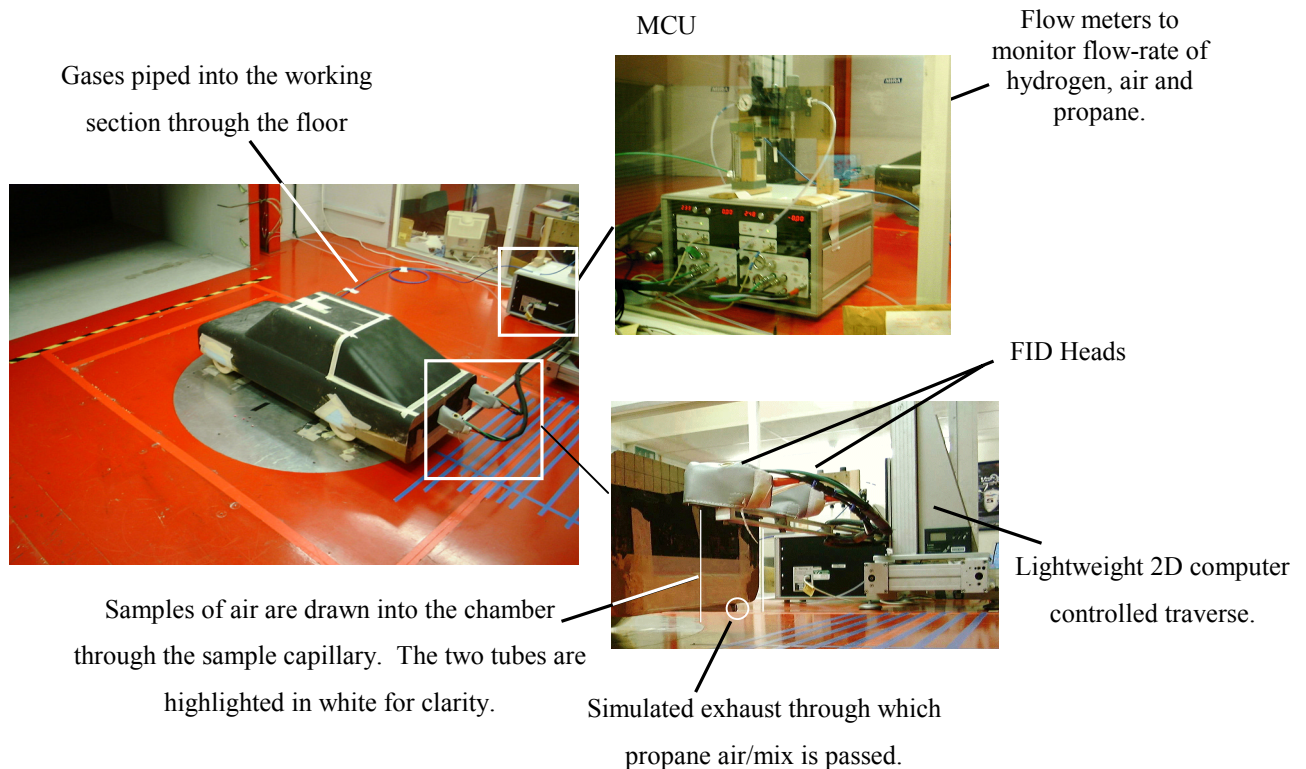 MCU
Flow meters to
monitor flow-rate of
hydrogen, air and
propane.
Gases piped into the working
section through the floor
FID Heads
Lightweight 2D computer
controlled traverse.
Samples of air are drawn into the chamber
through the sample capillary. The two tubes are
highlighted in white for clarity.
Simulated exhaust through which
propane air/mix is passed.